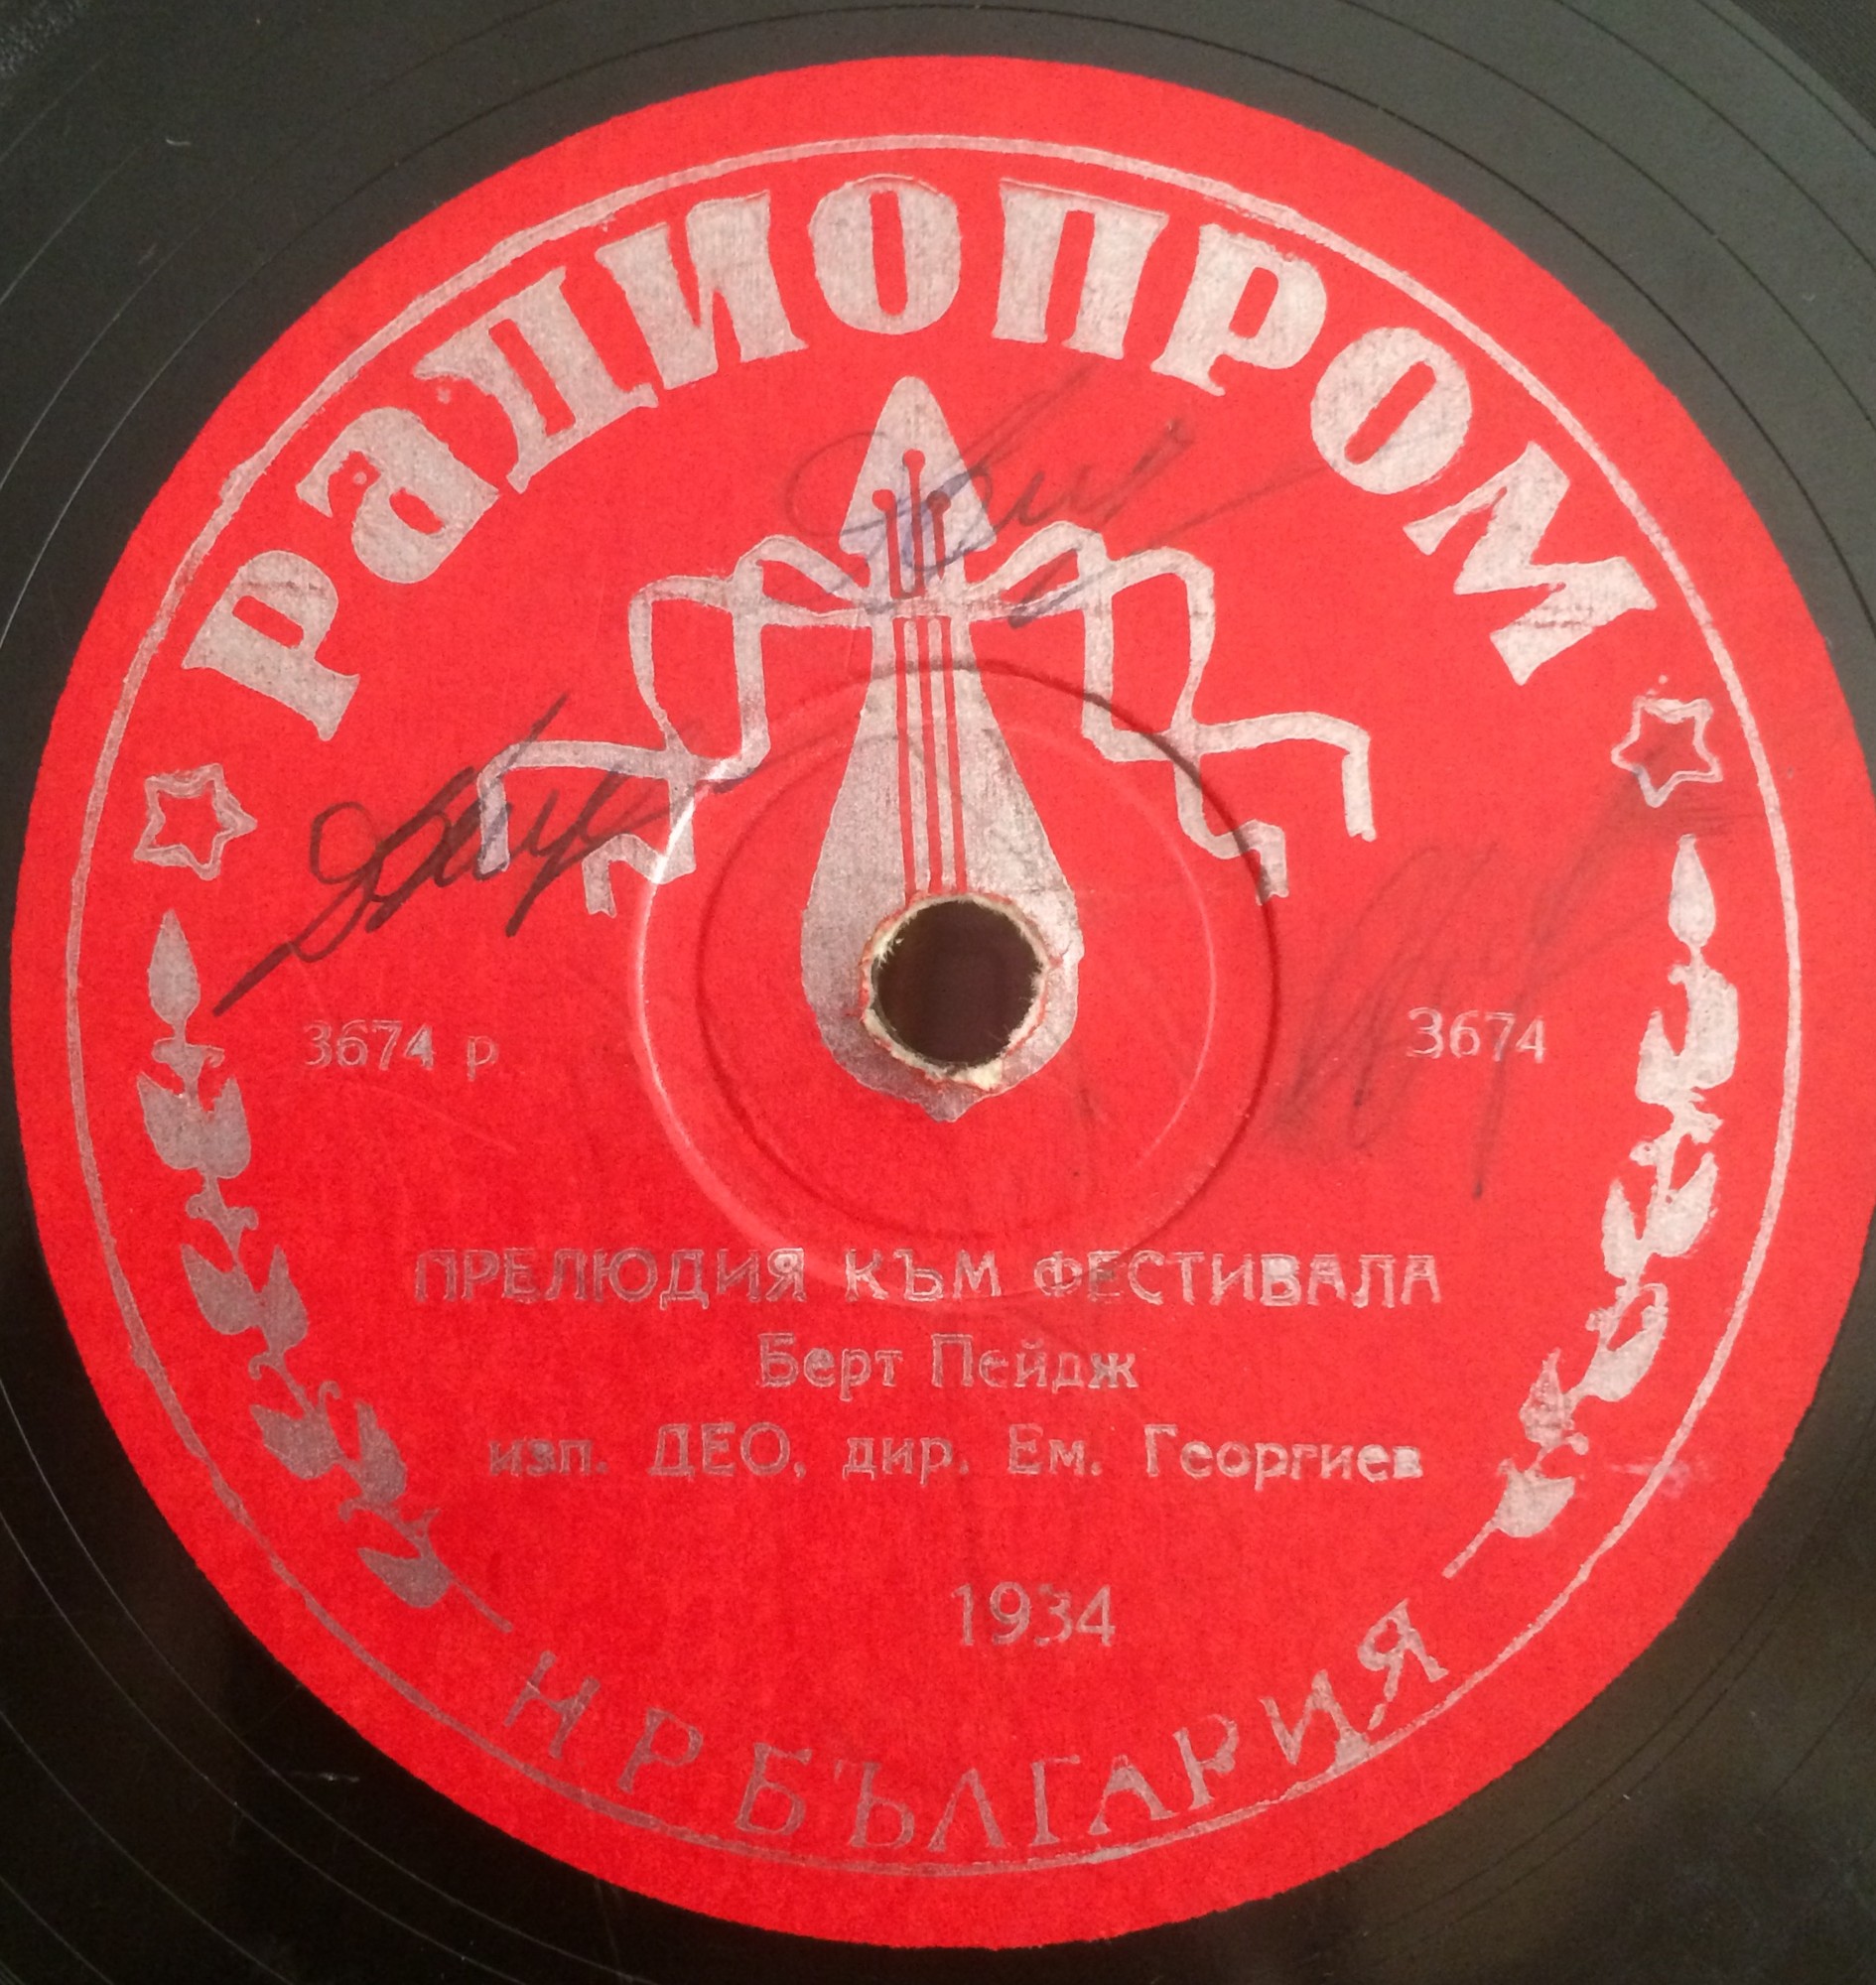 РАДИОПРОМ
3674 р
3674
ПРЕЛЮДИЯ КЪМ ФЕСТИВАЛА
Берт Пейдж
изп. ДЕО, дир. Ем. Георгиев
1934
Н Р БЪЛГАРИЯ